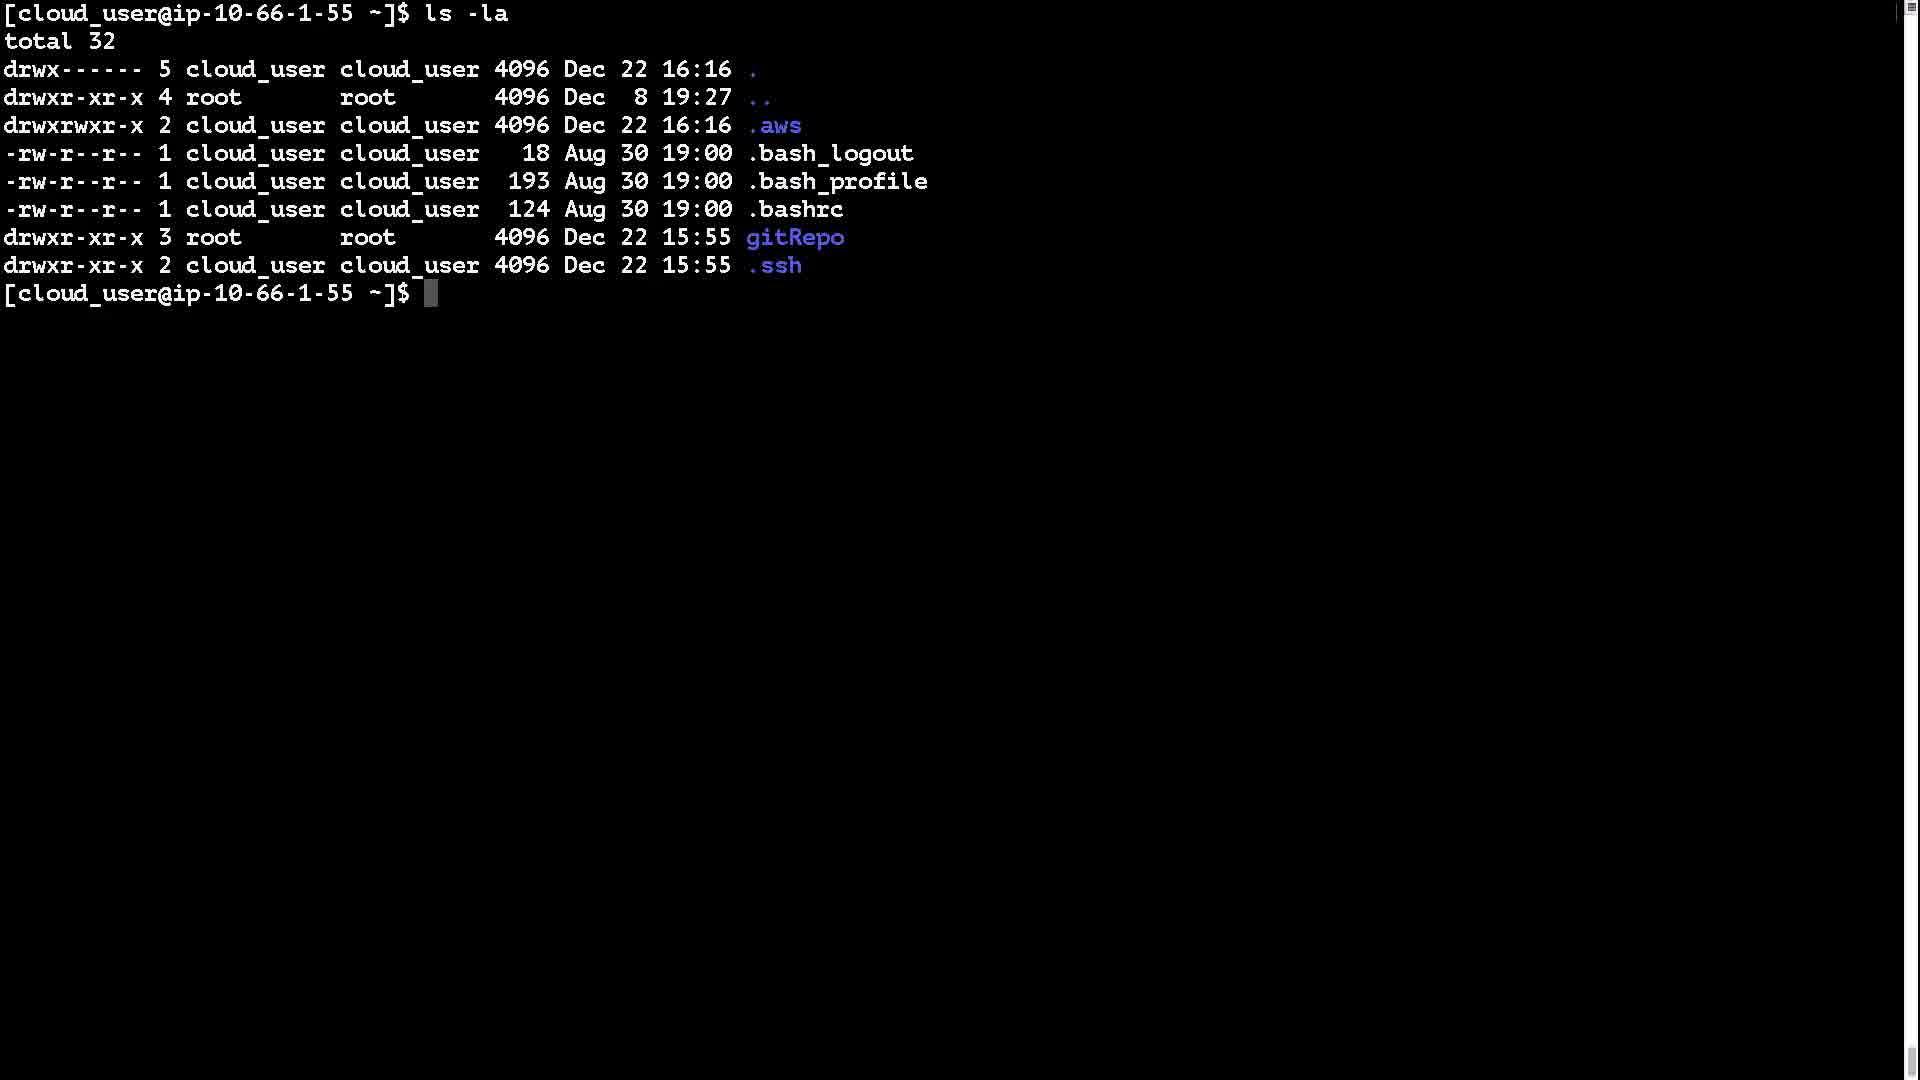 [cloud_user@ip-10-66-1-55 ~]$ ls -la
total 32
drwx------ 5 cloud_user cloud_user 4096 Dec 22 16:16 .
drwxr-xr-x 4 root       root       4096 Dec  8 19:27 ..
drwxrwxr-x 2 cloud_user cloud_user 4096 Dec 22 16:16 .aws
-rw-r--r-- 1 cloud_user cloud_user   18 Aug 30 19:00 .bash_logout
-rw-r--r-- 1 cloud_user cloud_user  193 Aug 30 19:00 .bash_profile
-rw-r--r-- 1 cloud_user cloud_user  124 Aug 30 19:00 .bashrc
drwxr-xr-x 3 root       root       4096 Dec 22 15:55 gitRepo
drwxr-xr-x 2 cloud_user cloud_user 4096 Dec 22 15:55 .ssh
[cloud_user@ip-10-66-1-55 ~]$